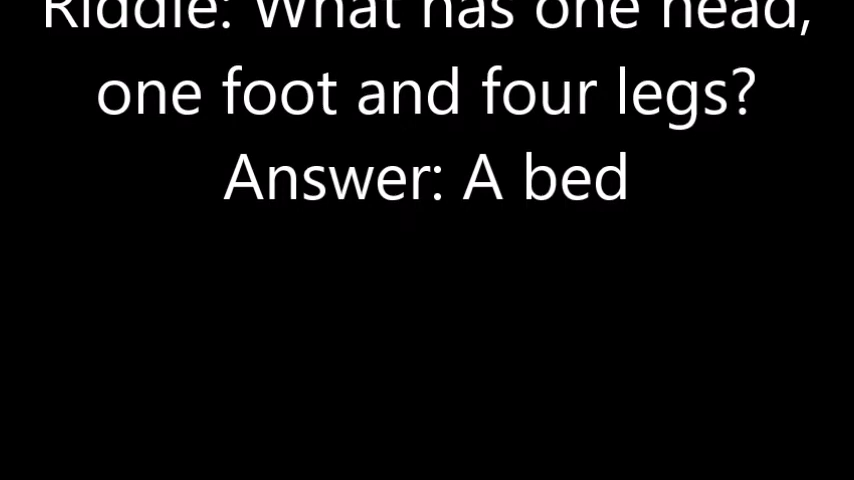 Riddle: What has one head,
one foot and four legs?
Answer: A bed